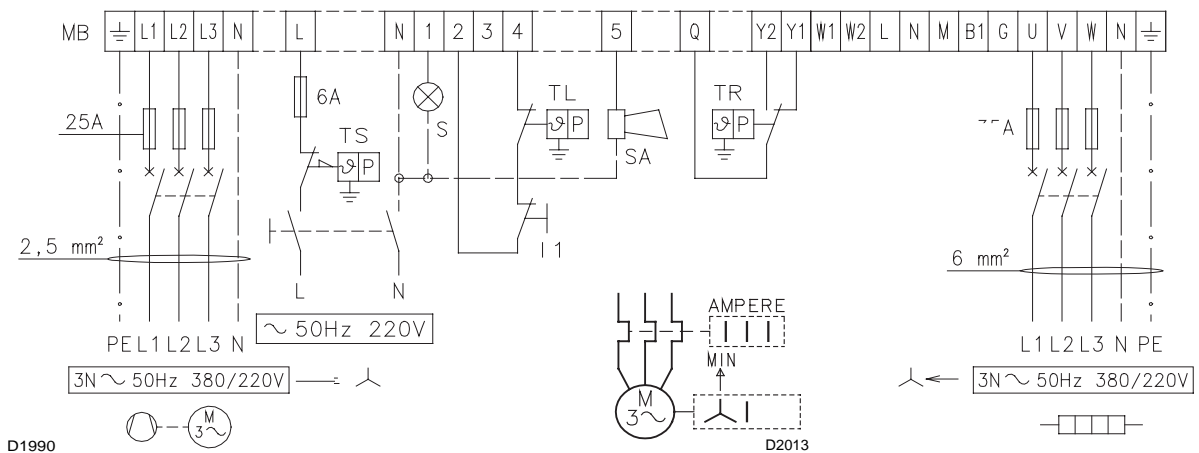 MB L1 L2 L3 N L N 1 2 3 4 5 Q Y2 Y1 W1 W2 L N M B1 G U V W N
6A
TL
TR
25A
S
A
TS
ϑ P
ϑ P
ϑ P
SA
I1
2,5 mm²
6 mm²
L N
~ 50Hz 220V
AMPERE
PE L1 L2 L3 N
MIN
L1 L2 L3 N PE
3N ~ 50Hz 380/220V
3N ~ 50Hz 380/220V
M
3~
M
3~
D1990
D2013